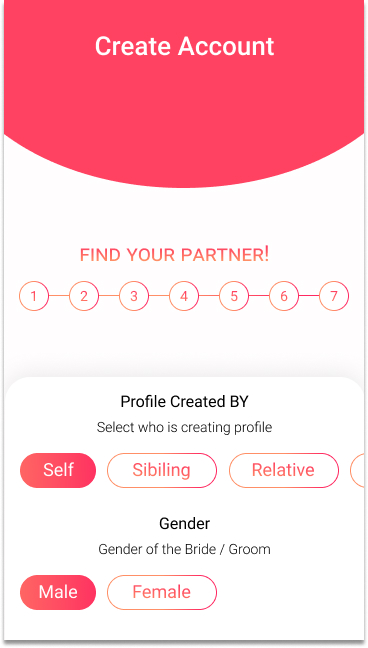 Create Account
FIND YOUR PARTNER!
1 2 3 4 5 6 7
Profile Created BY
Select who is creating profile
Self Sibiling Relative
Gender
Gender of the Bride / Groom
Male Female